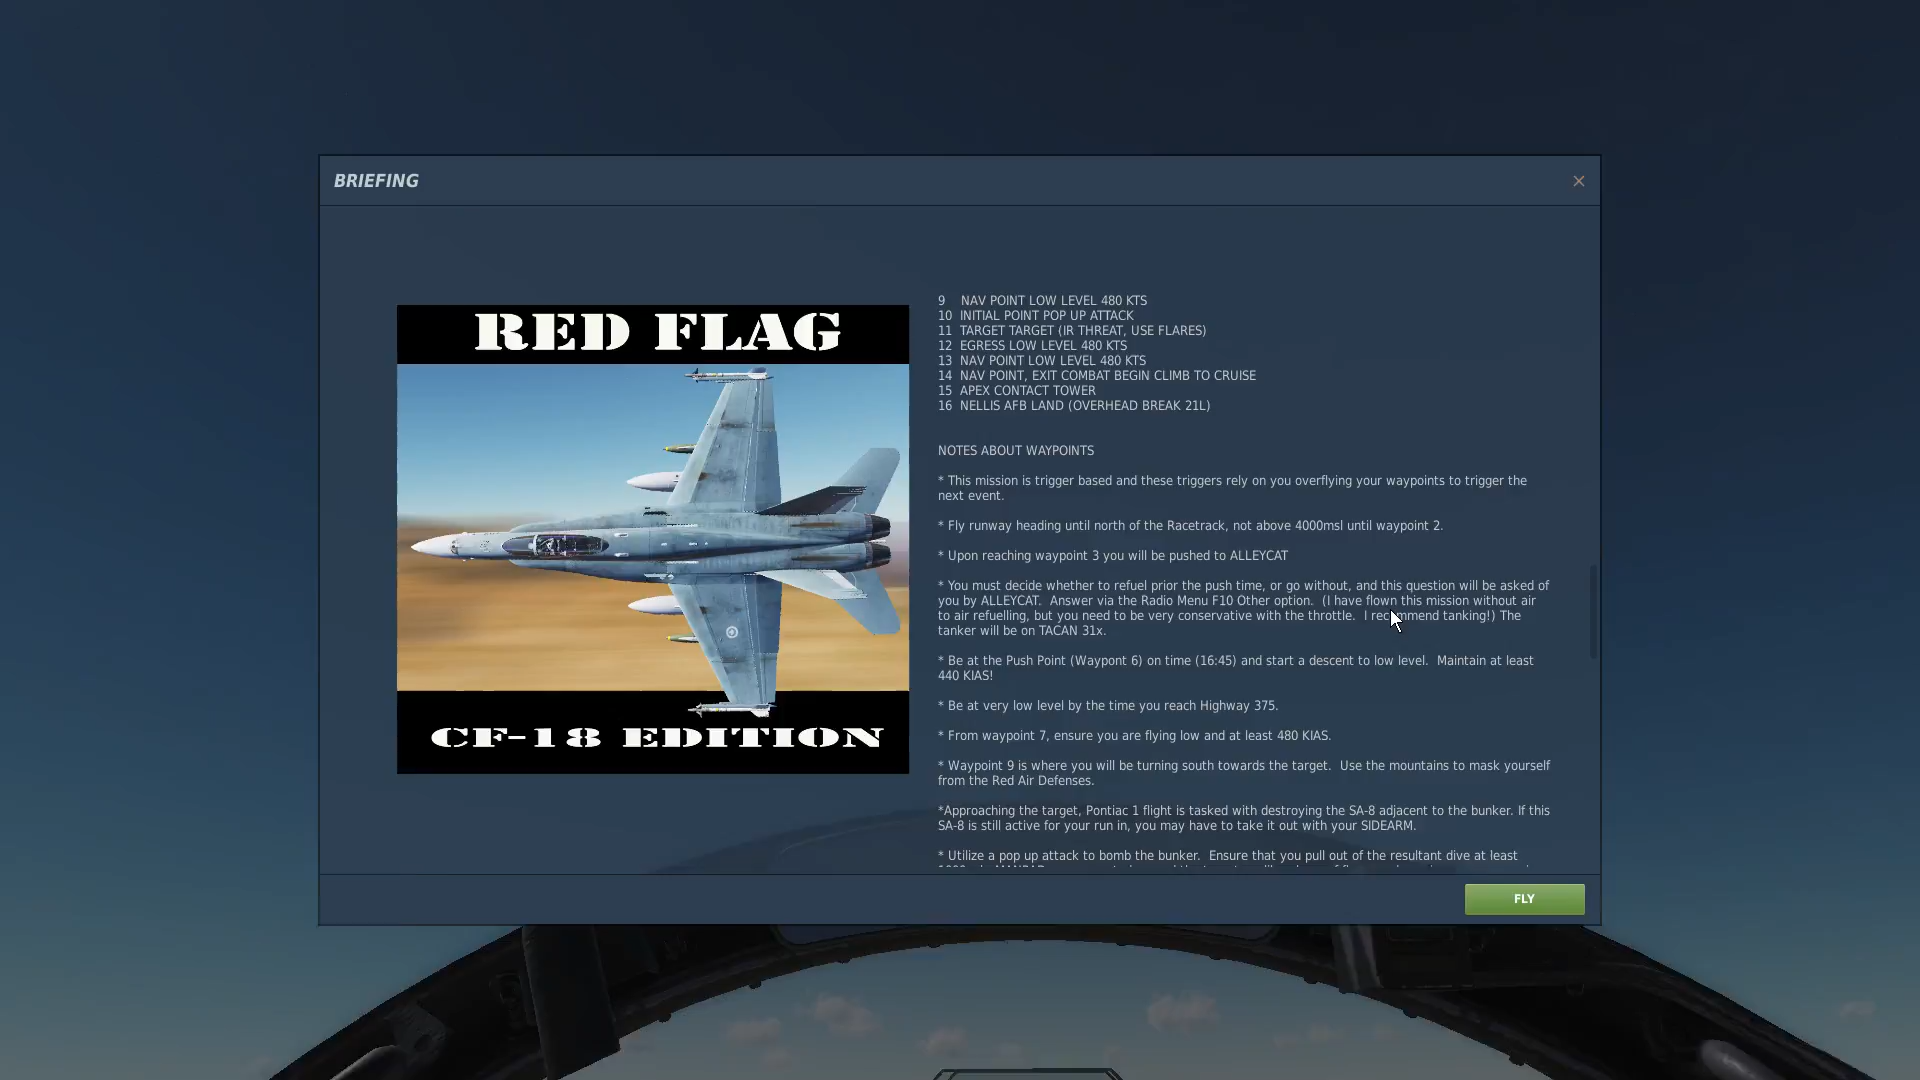 BRIEFING
RED FLAG
CF-18 EDITION
9 NAV POINT LOW LEVEL 480 KTS
10 INITIAL POINT POP UP ATTACK
11 TARGET TARGET (IR THREAT, USE FLARES)
12 EGRESS LOW LEVEL 480 KTS
13 NAV POINT LOW LEVEL 480 KTS
14 NAV POINT, EXIT COMBAT BEGIN CLIMB TO CRUISE
15 APEX CONTACT TOWER
16 NELLIS AFB LAND (OVERHEAD BREAK 21L)
NOTES ABOUT WAYPOINTS
* This mission is trigger based and these triggers rely on you overflying your waypoints to trigger the
next event.
* Fly runway heading until north of the Racetrack, not above 4000msl until waypoint 2.
* Upon reaching waypoint 3 you will be pushed to ALLEYCAT
* You must decide whether to refuel prior the push time, or go without, and this question will be asked of
you by ALLEYCAT. Answer via the Radio Menu F10 Other option. (I have flown this mission without air
to air refuelling, but you need to be very conservative with the throttle. I recommend tanking!) The
tanker will be on TACAN 31x.
* Be at the Push Point (Waypont 6) on time (16:45) and start a descent to low level. Maintain at least
440 KIAS!
* Be at very low level by the time you reach Highway 375.
* From waypoint 7, ensure you are flying low and at least 480 KIAS.
* Waypoint 9 is where you will be turning south towards the target. Use the mountains to mask yourself
from the Red Air Defenses.
*Approaching the target, Pontiac 1 flight is tasked with destroying the SA-8 adjacent to the bunker. If this
SA-8 is still active for your run in, you may have to take it out with your SIDEARM.
* Utilize a pop up attack to bomb the bunker. Ensure that you pull out of the resultant dive at least
FLY